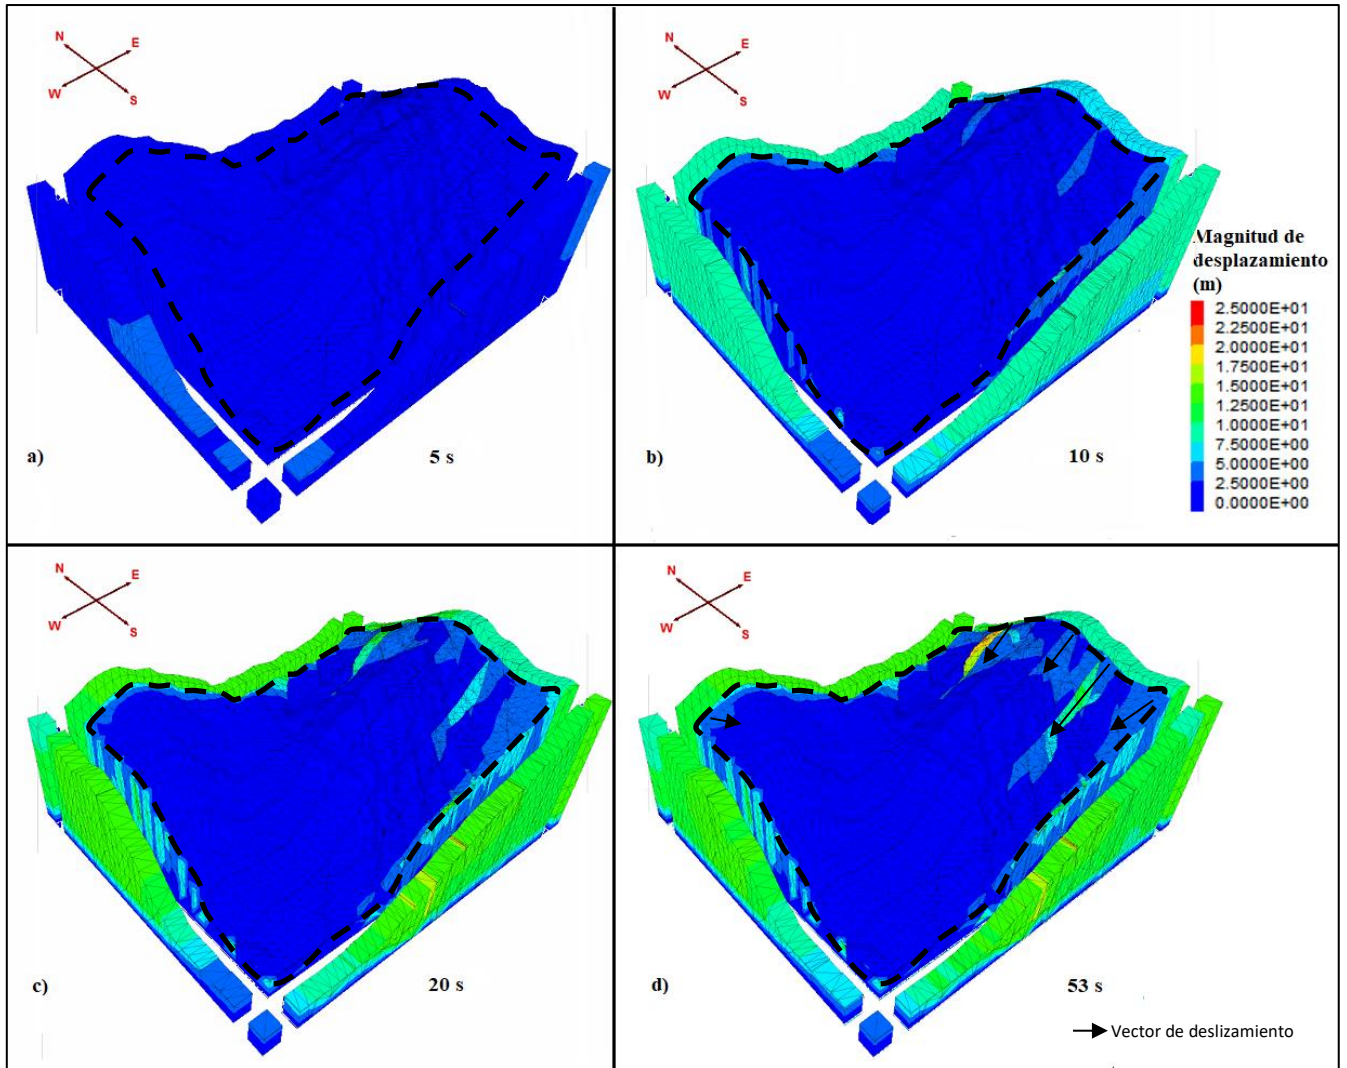 N
E
W
S
a)
5 s
N
E
W
S
Magnitud de
desplazamiento
(m)
2.5000E+01
2.2500E+01
2.0000E+01
1.7500E+01
1.5000E+01
1.2500E+01
1.0000E+01
7.5000E+00
5.0000E+00
2.5000E+00
0.0000E+00
b)
10 s
N
E
W
S
c)
20 s
N
E
W
S
d)
53 s
Vector de deslizamiento